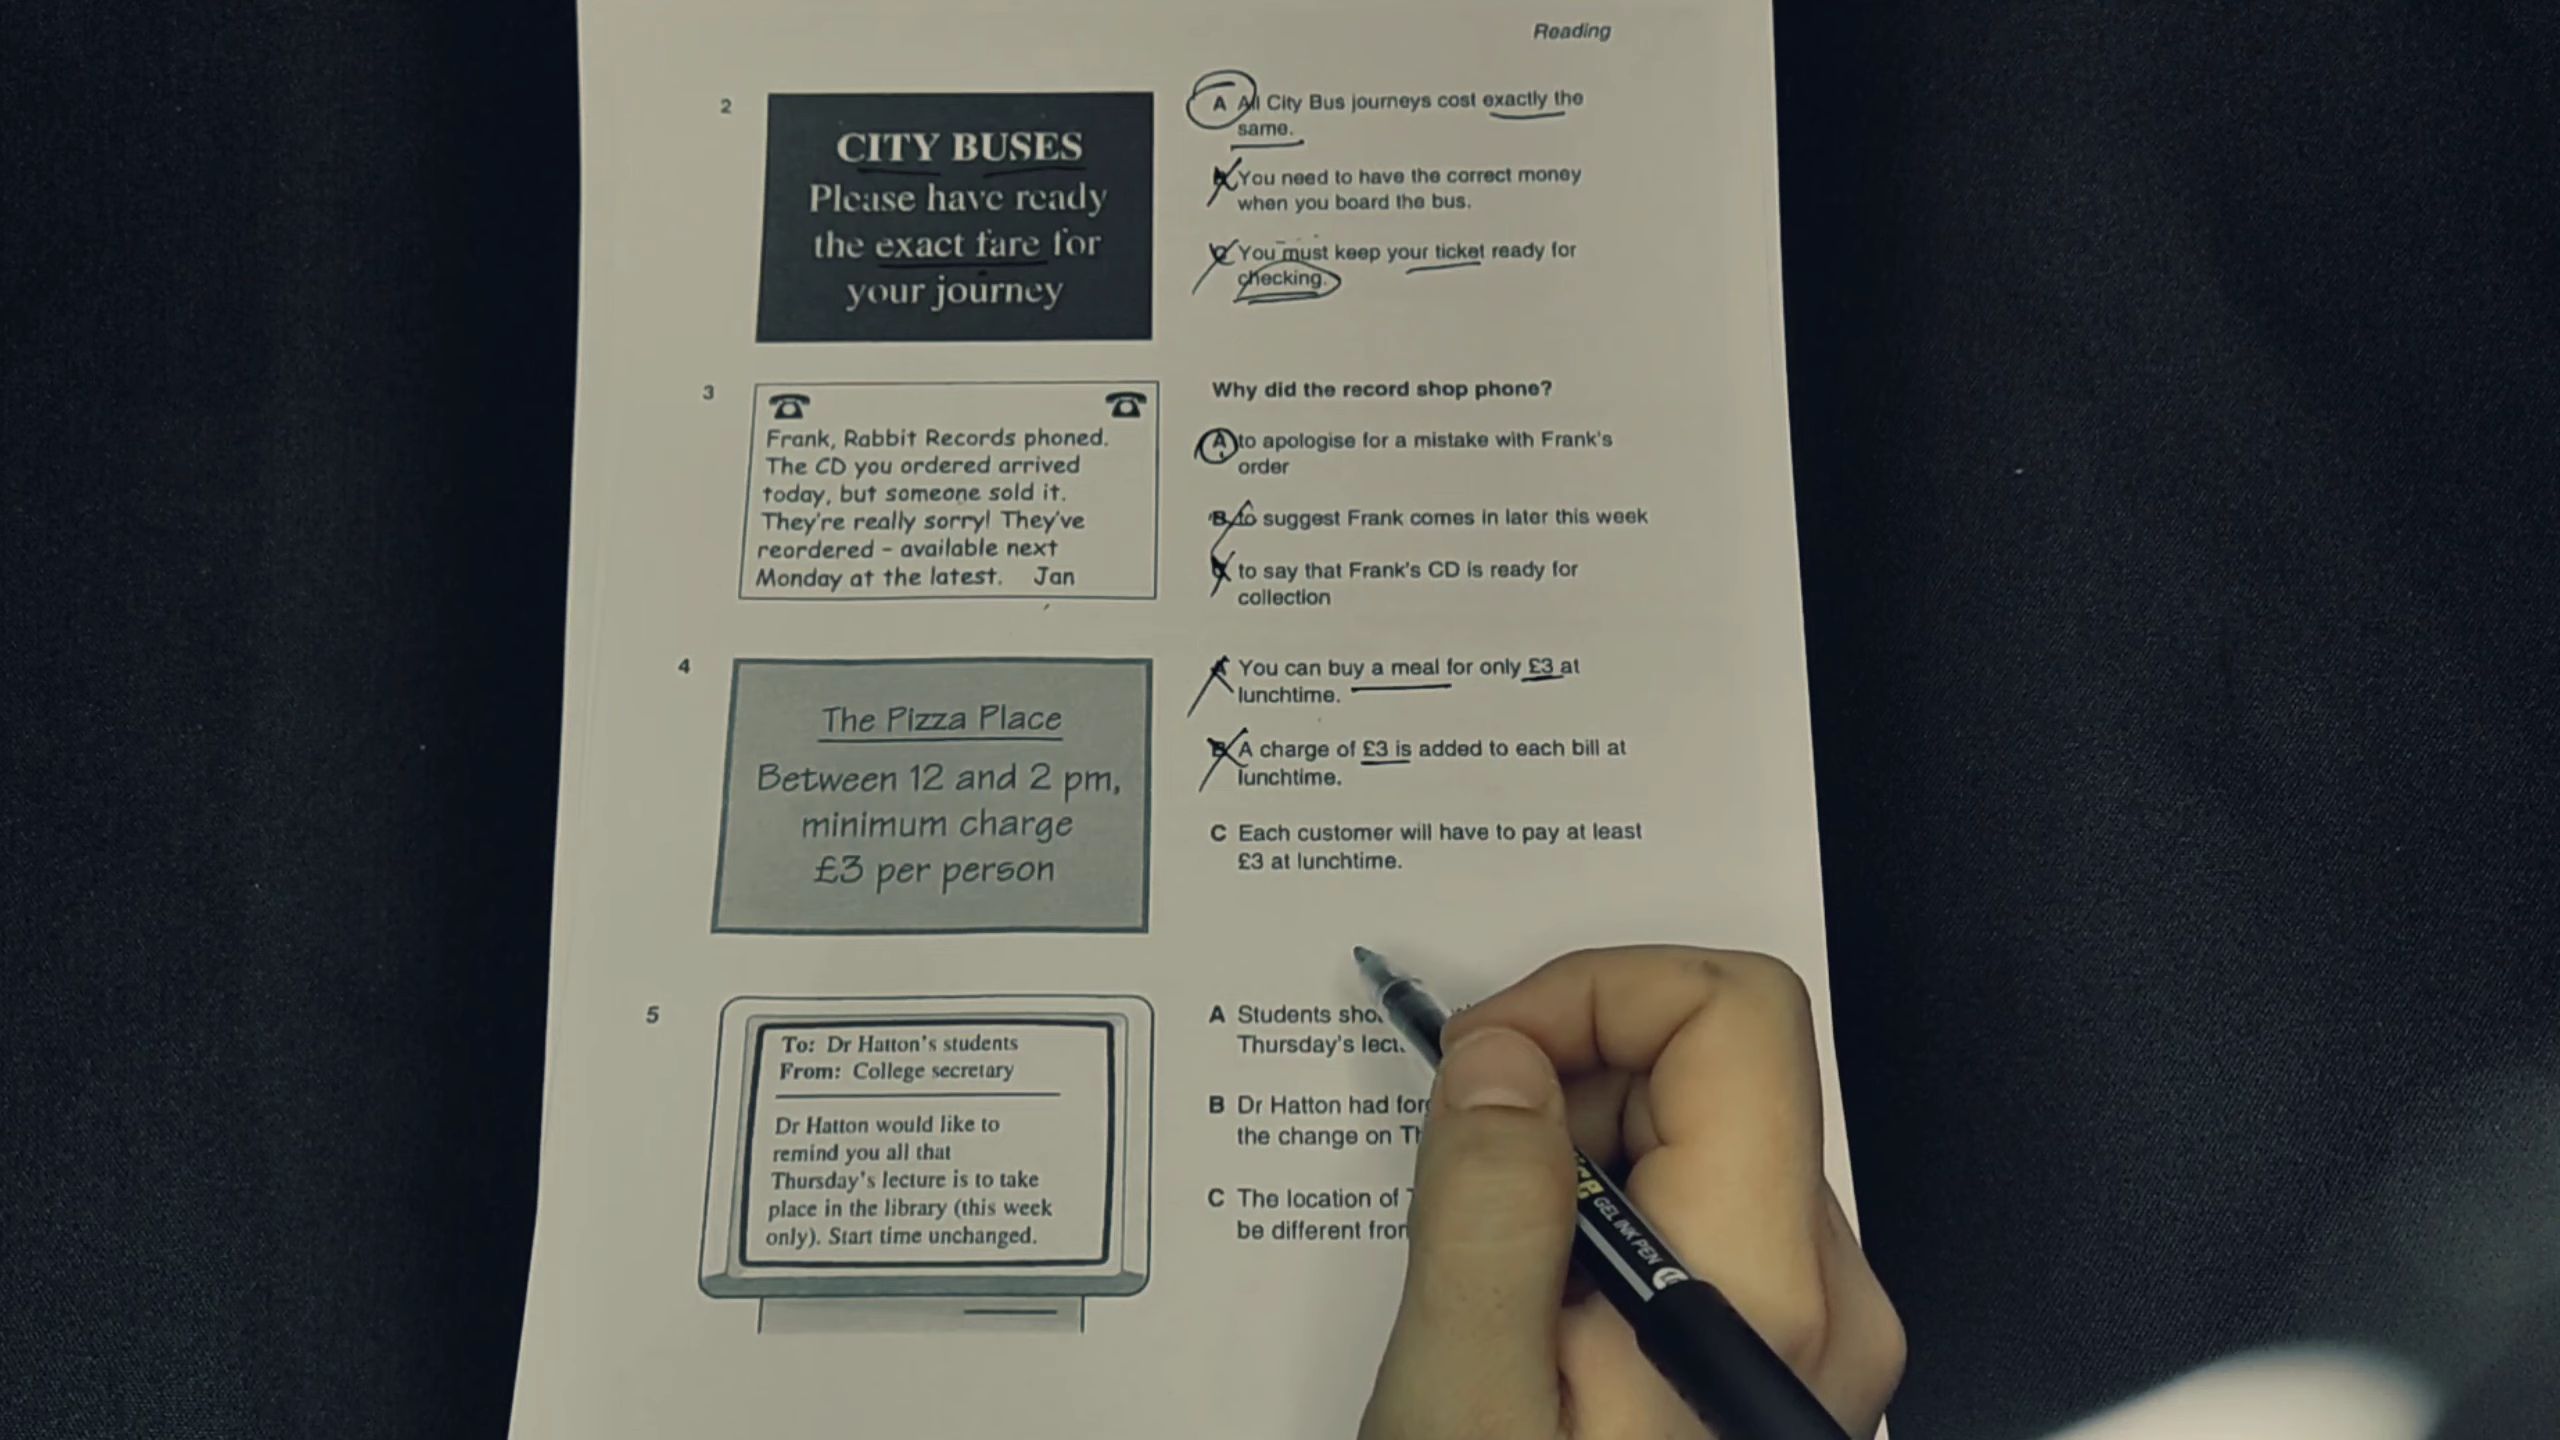 Reading
2
CITY BUSES
Please have ready
the exact fare for
your journey
A All City Bus journeys cost exactly the
same.
You need to have the correct money
when you board the bus.
C You must keep your ticket ready for
checking.
3
Frank, Rabbit Records phoned.
The CD you ordered arrived
today, but someone sold it.
They're really sorry! They've
reordered - available next
Monday at the latest. Jan
Why did the record shop phone?
A to apologise for a mistake with Frank's
order
B to suggest Frank comes in later this week
to say that Frank's CD is ready for
collection
4
The Pizza Place
Between 12 and 2 pm,
minimum charge
£3 per person
A You can buy a meal for only £3 at
lunchtime.
B A charge of £3 is added to each bill at
lunchtime.
C Each customer will have to pay at least
£3 at lunchtime.
5
To: Dr Hatton's students
From: College secretary
Dr Hatton would like to
remind you all that
Thursday's lecture is to take
place in the library (this week
only). Start time unchanged.
A Students
Thursday's
B Dr Hatton had
the change on
C The location of
be different
GEL INK PEN